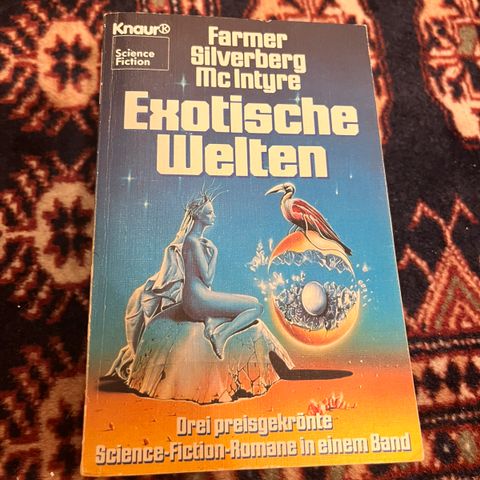 Knaur®
Science
Fiction
Farmer
Silverberg
Mc Intyre
Exotische
Welten
Drei preisgekrönte
Science-Fiction-Romane in einem Band